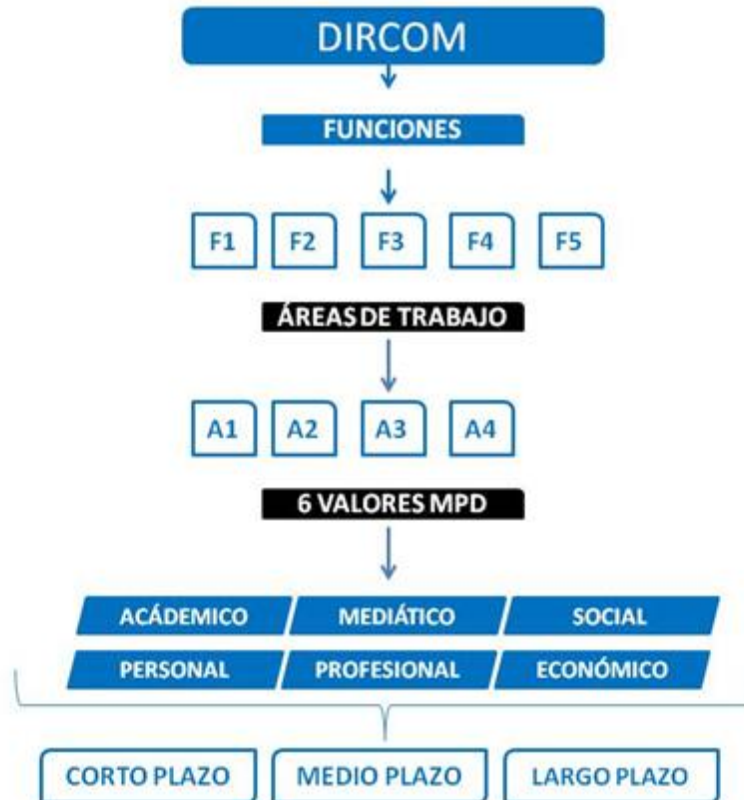 DIRCOM
FUNCIONES
F1 F2 F3 F4 F5
ÁREAS DE TRABAJO
A1 A2 A3 A4
6 VALORES MPD
ACÁDEMICO MEDIÁTICO SOCIAL
PERSONAL PROFESIONAL ECONÓMICO
CORTO PLAZO MEDIO PLAZO LARGO PLAZO